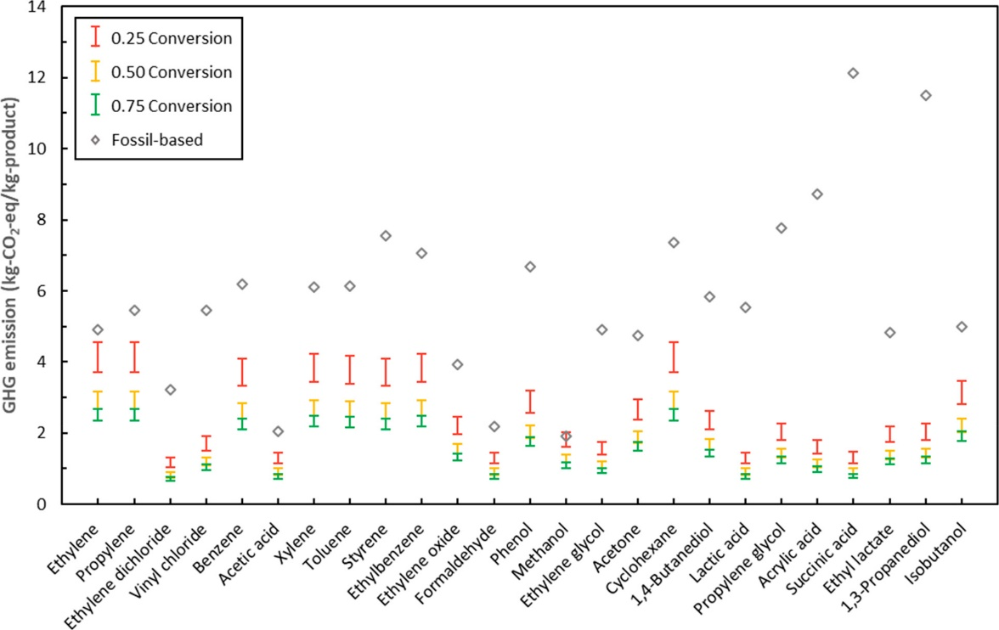 GHG emission (kg-CO₂-eq/kg-product)
14
12
10
8
6
4
2
0
0.25 Conversion
0.50 Conversion
0.75 Conversion
Fossil-based
Ethylene
Propylene
Ethylene dichloride
Vinyl chloride
Benzene
Acetic acid
Xylene
Toluene
Styrene
Ethylbenzene
Ethylene oxide
Formaldehyde
Phenol
Methanol
Ethylene glycol
Acetone
Cyclohexane
1,4-Butanediol
Lactic acid
Propylene glycol
Acrylic acid
Succinic acid
Ethyl lactate
1,3-Propanediol
Isobutanol